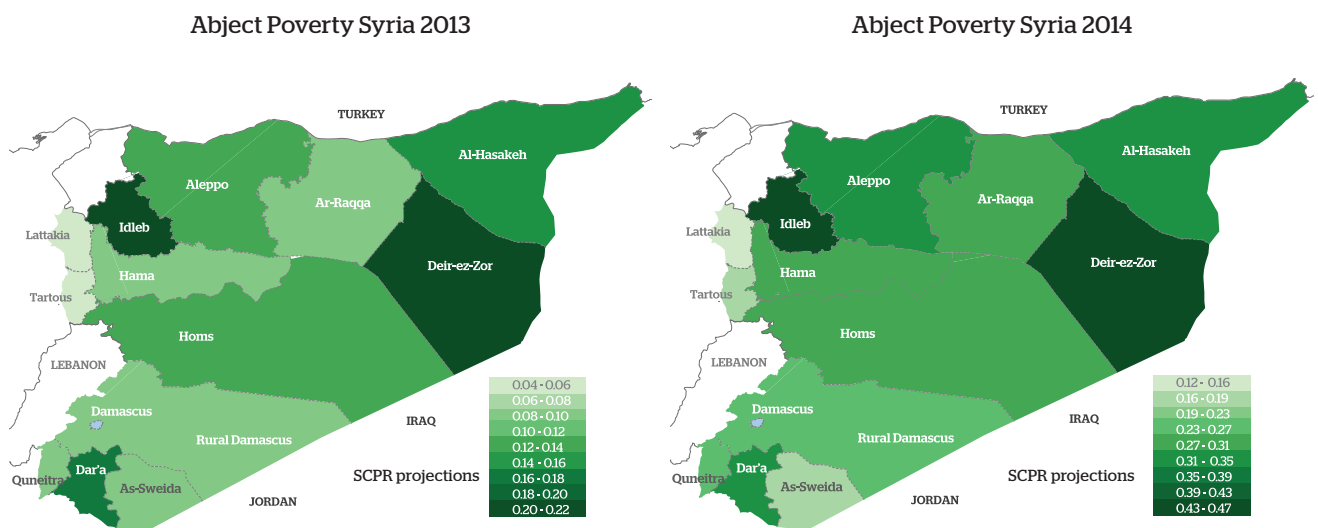 Abject Poverty Syria 2013
TURKEY
Al-Hasakeh
Aleppo
Ar-Raqqa
Idleb
Lattakia
Deir-ez-Zor
Hama
Tartous
Homs
LEBANON
Damascus
IRAQ
Rural Damascus
Dar'a
Quneitra
As-Sweida
SCPR projections
JORDAN
0.04 - 0.06
0.06 - 0.08
0.08 - 0.10
0.10 - 0.12
0.12 - 0.14
0.14 - 0.16
0.16 - 0.18
0.18 - 0.20
0.20 - 0.22
Abject Poverty Syria 2014
TURKEY
Al-Hasakeh
Aleppo
Ar-Raqqa
Idleb
Lattakia
Deir-ez-Zor
Hama
Tartous
Homs
LEBANON
Damascus
IRAQ
Rural Damascus
Dar'a
Quneitra
As-Sweida
SCPR projections
JORDAN
0.12 - 0.16
0.16 - 0.19
0.19 - 0.23
0.23 - 0.27
0.27 - 0.31
0.31 - 0.35
0.35 - 0.39
0.39 - 0.43
0.43 - 0.47